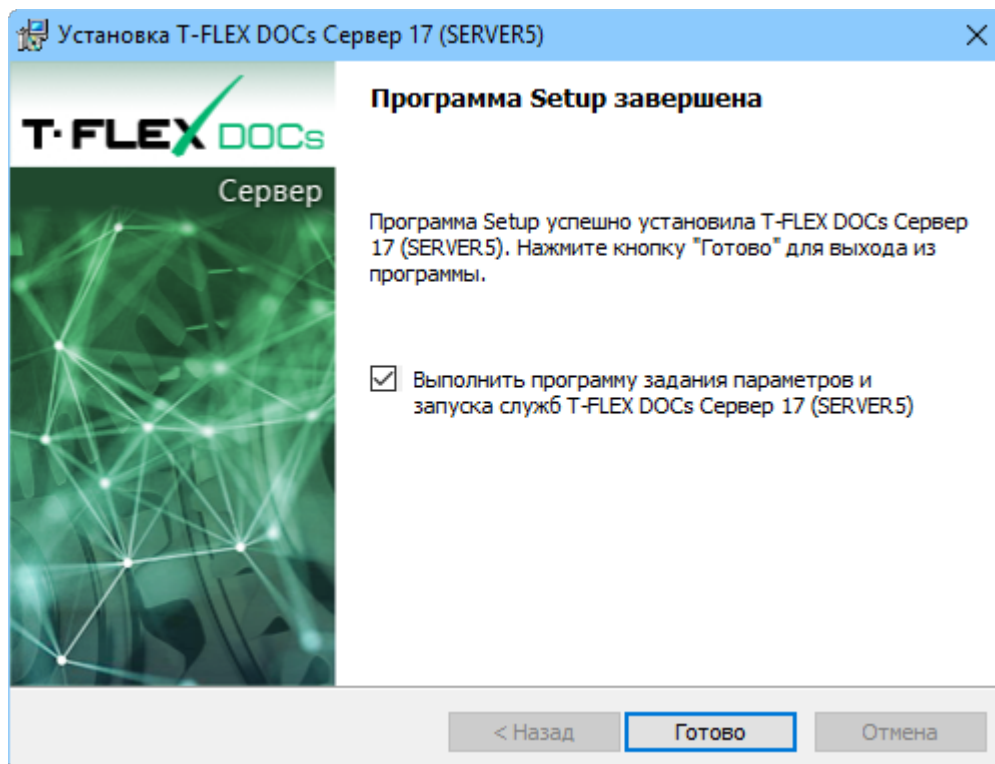 Установка T-FLEX DOCs Сервер 17 (SERVER5)
T·FLEX DOCs
Сервер
Программа Setup завершена
Программа Setup успешно установила T-FLEX DOCs Сервер
17 (SERVER5). Нажмите кнопку "Готово" для выхода из
программы.
Выполнить программу задания параметров и
запуска служб T-FLEX DOCs Сервер 17 (SERVER5)
< Назад
Готово
Отмена